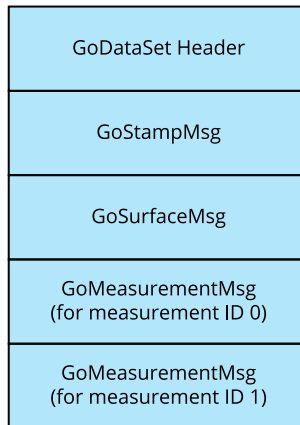 GoDataSet Header
GoStampMsg
GoSurfaceMsg
GoMeasurementMsg
(for measurement ID 0)
GoMeasurementMsg
(for measurement ID 1)